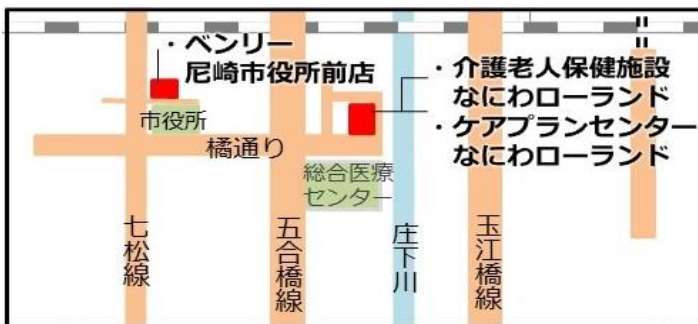 ・ベンリー
尼崎市役所前店
・介護老人保健施設
なにわローランド
・ケアプランセンター
なにわローランド
市役所
橘通り
総合医療
センター
七松線
五合橋線
庄下川
玉江橋線